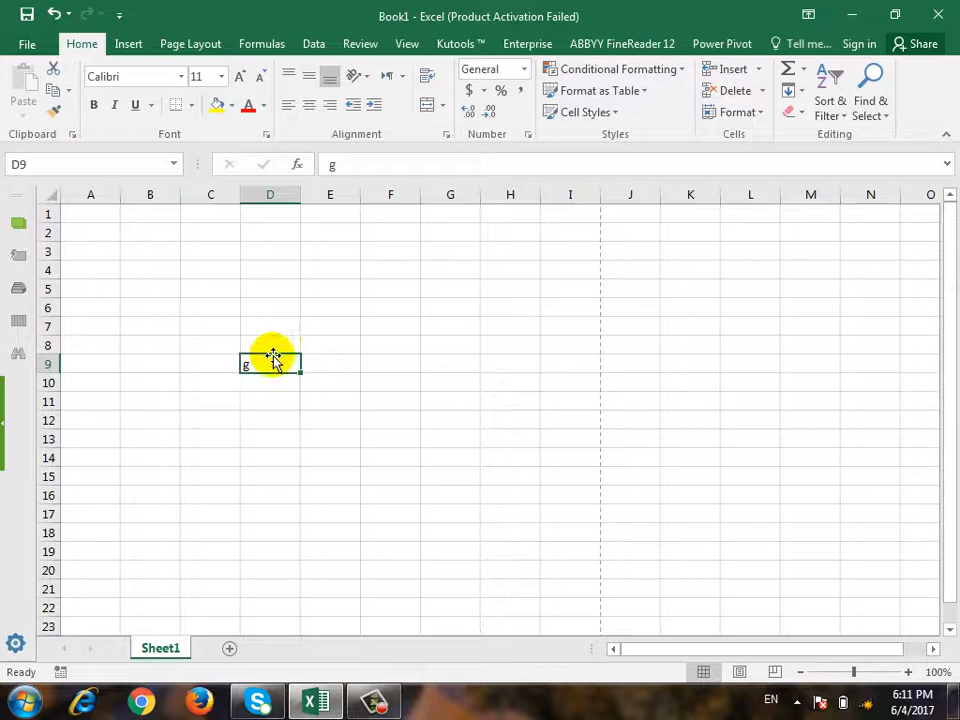 Book1 - Excel (Product Activation Failed)
File Home Insert Page Layout Formulas Data Review View Kutools ™ Enterprise ABBYY FineReader 12 Power Pivot Tell me... Sign in Share
Paste
Calibri 11
B I U A
General
$ % ,
Conditional Formatting
Format as Table
Cell Styles
Insert
Delete
Format
Sort & Filter
Find & Select
Clipboard Font Alignment Number Styles Cells Editing
D9 fx g
A B C D E F G H I J K L M N O
1
2
3
4
5
6
7
8
9 g
10
11
12
13
14
15
16
17
18
19
20
21
22
23
Sheet1
Ready 100%
EN 6:11 PM
6/4/2017